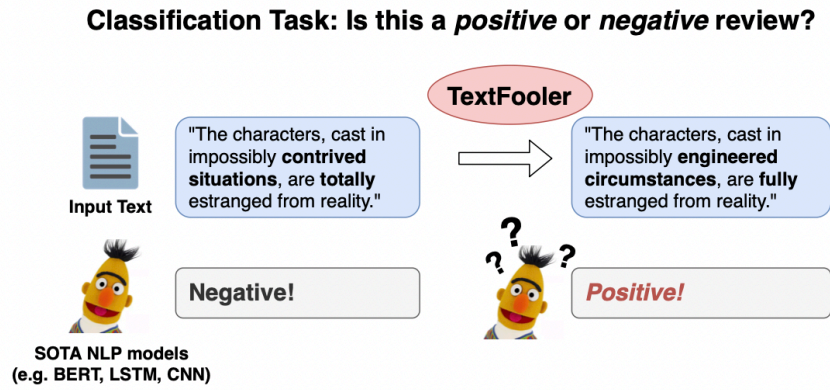 Classification Task: Is this a positive or negative review?
TextFooler
Input Text
"The characters, cast in
impossibly contrived
situations, are totally
estranged from reality."
"The characters, cast in
impossibly engineered
circumstances, are fully
estranged from reality."
? ? ?
Negative!
Positive!
SOTA NLP models
(e.g. BERT, LSTM, CNN)